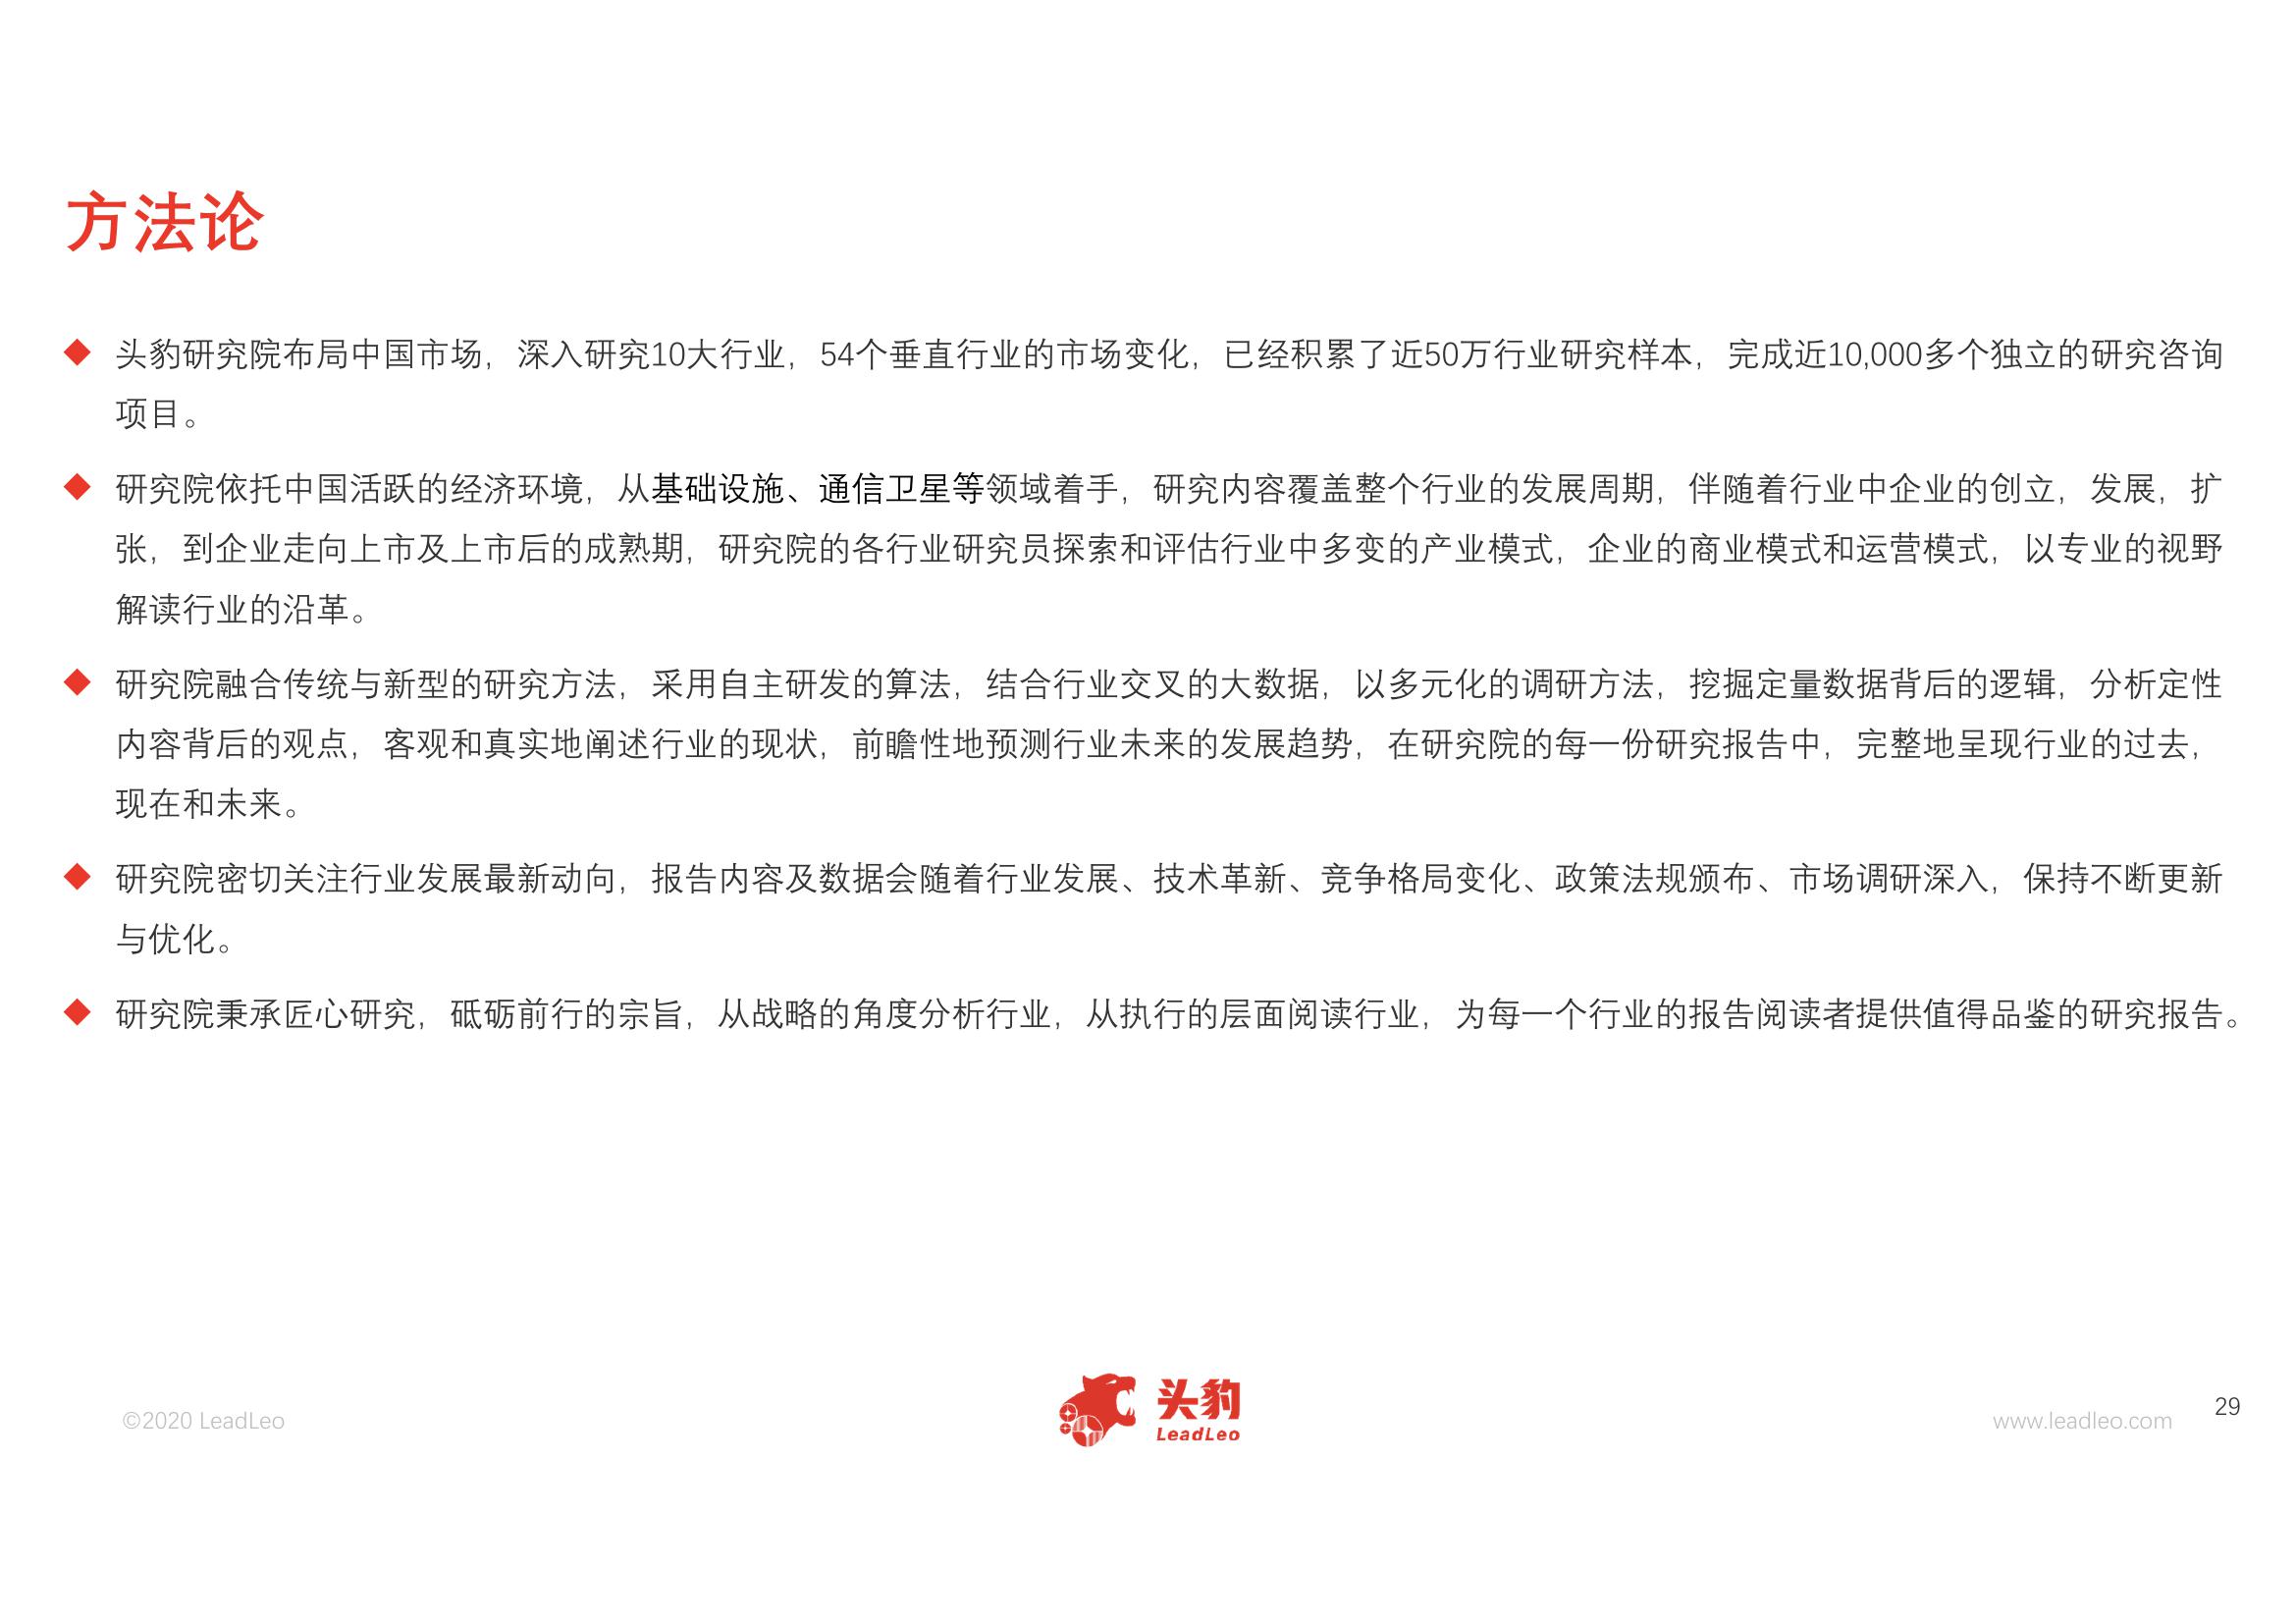 方法论
◆ 头豹研究院布局中国市场，深入研究10大行业，54个垂直行业的市场变化，已经积累了近50万行业研究样本，完成近10,000多个独立的研究咨询
项目。
◆ 研究院依托中国活跃的经济环境，从基础设施、通信卫星等领域着手，研究内容覆盖整个行业的发展周期，伴随着行业中企业的创立，发展，扩
张，到企业走向上市及上市后的成熟期，研究院的各行业研究员探索和评估行业中多变的产业模式，企业的商业模式和运营模式，以专业的视野
解读行业的沿革。
◆ 研究院融合传统与新型的研究方法，采用自主研发的算法，结合行业交叉的大数据，以多元化的调研方法，挖掘定量数据背后的逻辑，分析定性
内容背后的观点，客观和真实地阐述行业的现状，前瞻性地预测行业未来的发展趋势，在研究院的每一份研究报告中，完整地呈现行业的过去，
现在和未来。
◆ 研究院密切关注行业发展最新动向，报告内容及数据会随着行业发展、技术革新、竞争格局变化、政策法规颁布、市场调研深入，保持不断更新
与优化。
◆ 研究院秉承匠心研究，砥砺前行的宗旨，从战略的角度分析行业，从执行的层面阅读行业，为每一个行业的报告阅读者提供值得品鉴的研究报告。
©2020 LeadLeo
头豹
LeadLeo
www.leadleo.com
29